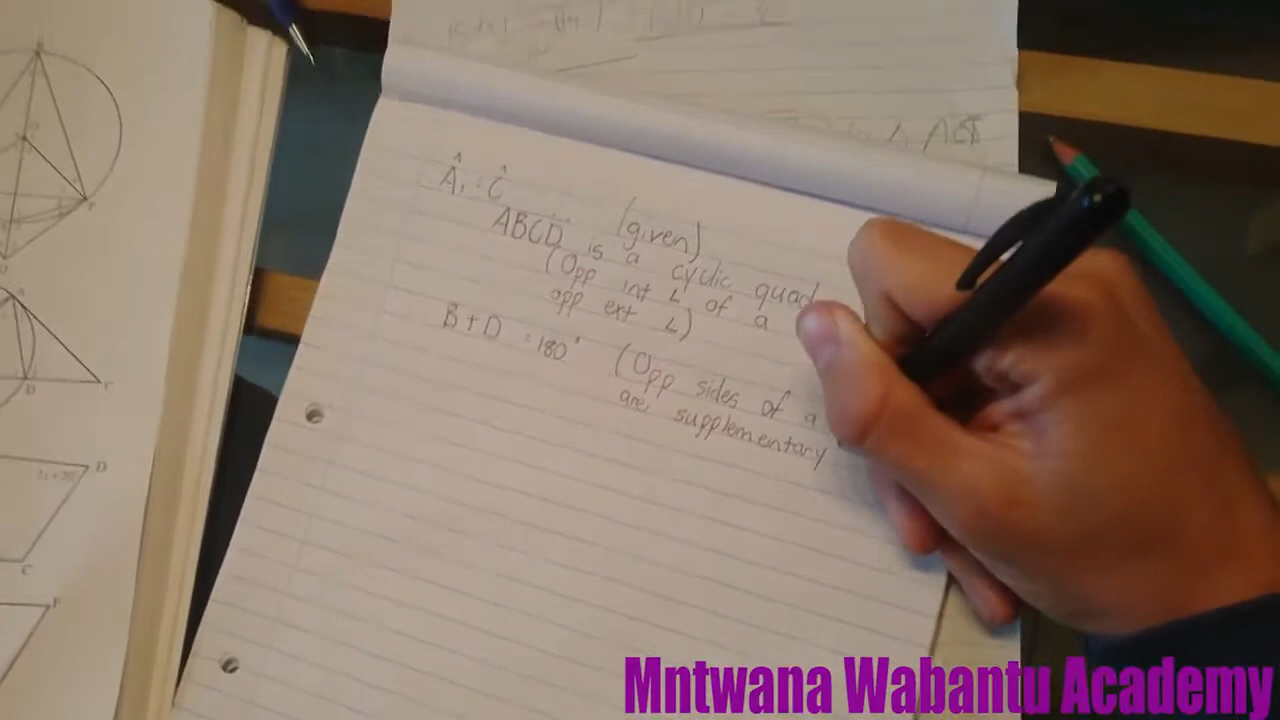 Â₁ = Ĉ (given)
ABCD is a cyclic quad
(Opp int ∠ of a
opp ext ∠)
B + D = 180° (Opp sides of a
are supplementary
D
C
F
Mntwana Wabantu Academy